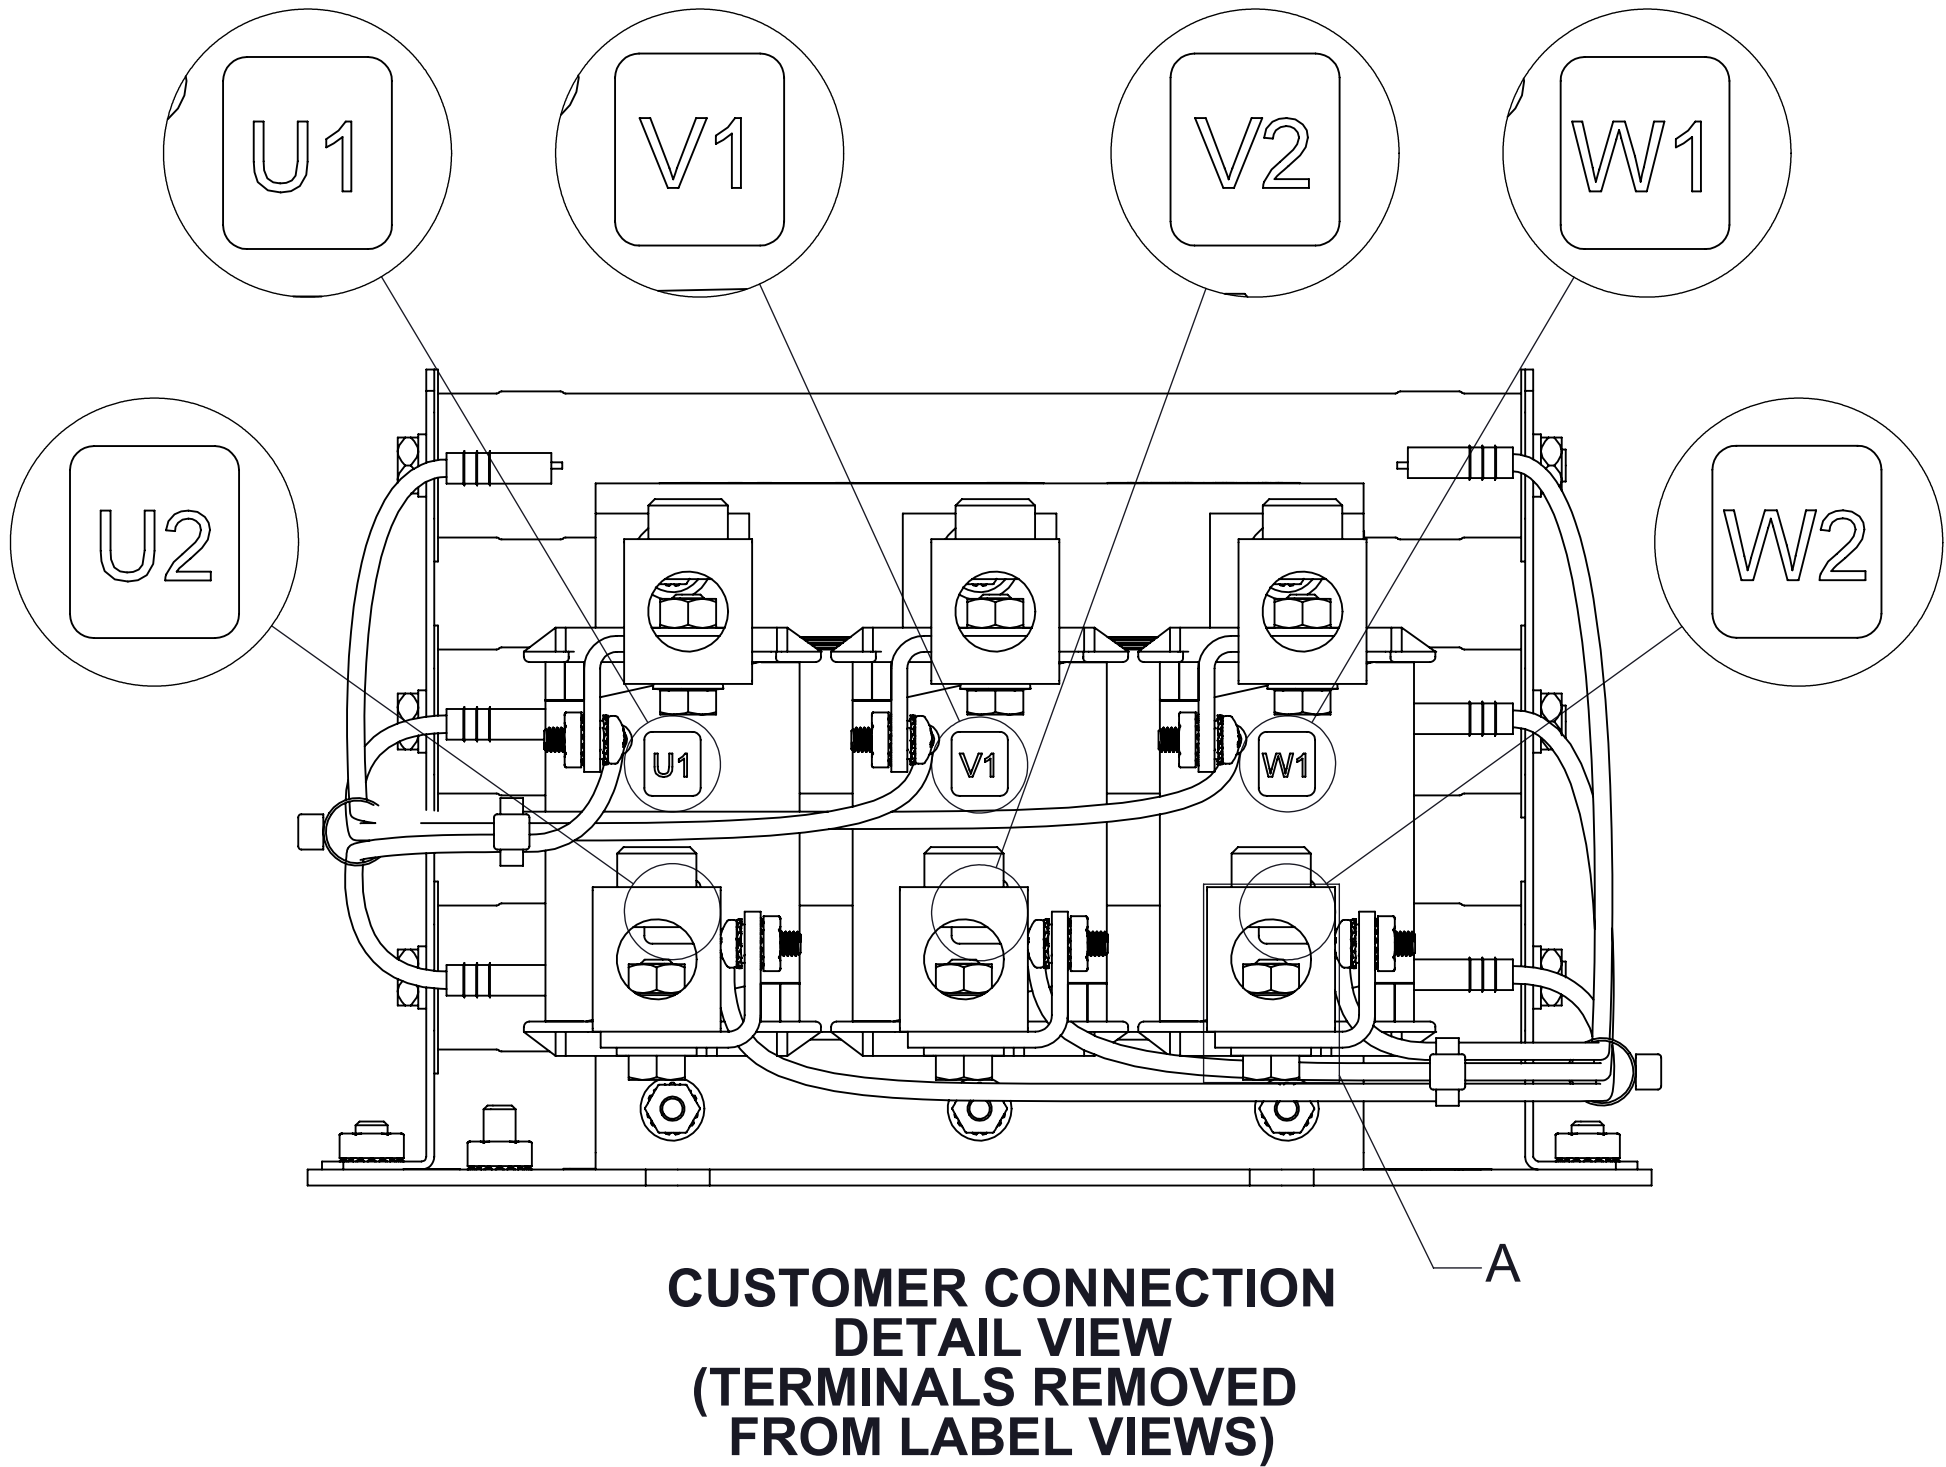 U1
V1
V2
W1
U2
W2
U1
V1
W1
A
CUSTOMER CONNECTION
DETAIL VIEW
(TERMINALS REMOVED
FROM LABEL VIEWS)